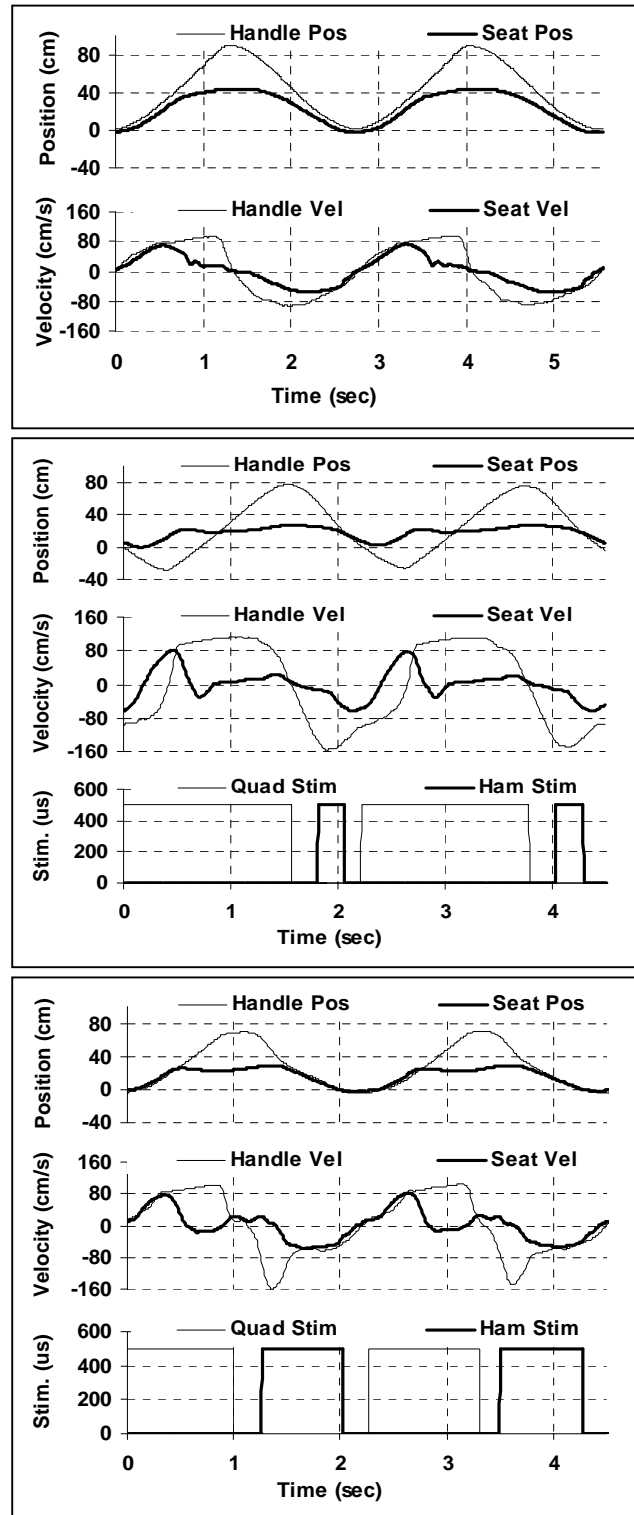 Handle Pos Seat Pos
Position (cm)
80
40
0
-40
Handle Vel Seat Vel
Velocity (cm/s)
160
80
0
-80
-160
0 1 2 3 4 5
Time (sec)
Handle Pos Seat Pos
Position (cm)
80
40
0
-40
Handle Vel Seat Vel
Velocity (cm/s)
160
80
0
-80
-160
Quad Stim Ham Stim
Stim. (us)
600
400
200
0
0 1 2 3 4
Time (sec)
Handle Pos Seat Pos
Position (cm)
80
40
0
-40
Handle Vel Seat Vel
Velocity (cm/s)
160
80
0
-80
-160
Quad Stim Ham Stim
Stim. (us)
600
400
200
0
0 1 2 3 4
Time (sec)